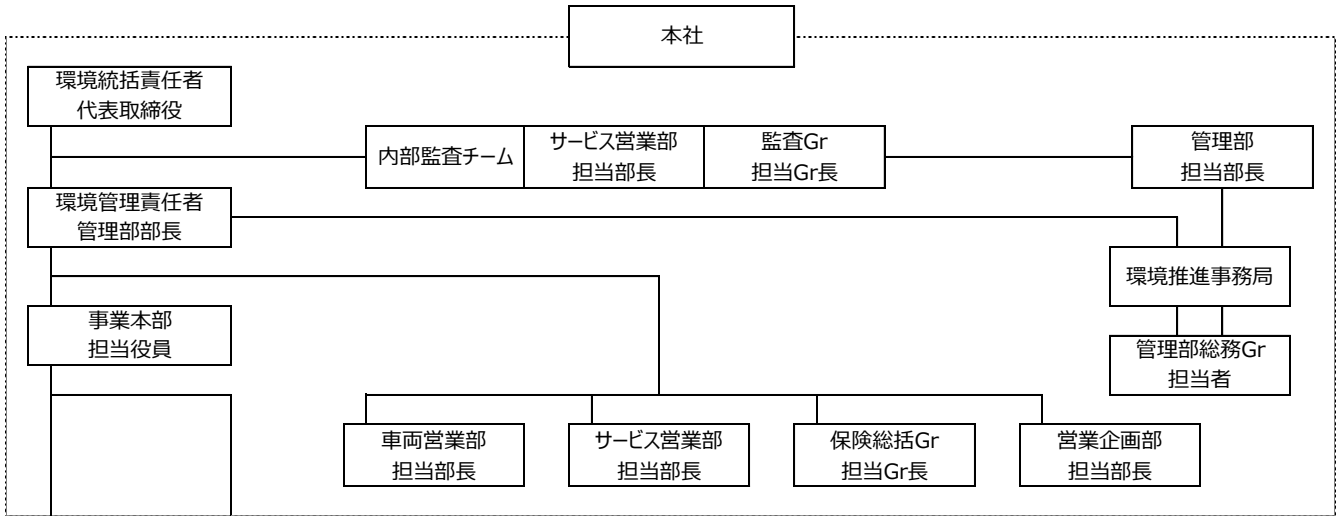 本社
環境統括責任者
代表取締役
内部監査チーム
サービス営業部
担当部長
監査Gr
担当Gr長
管理部
担当部長
環境管理責任者
管理部部長
環境推進事務局
事業本部
担当役員
管理部総務Gr
担当者
車両営業部
担当部長
サービス営業部
担当部長
保険総括Gr
担当Gr長
営業企画部
担当部長